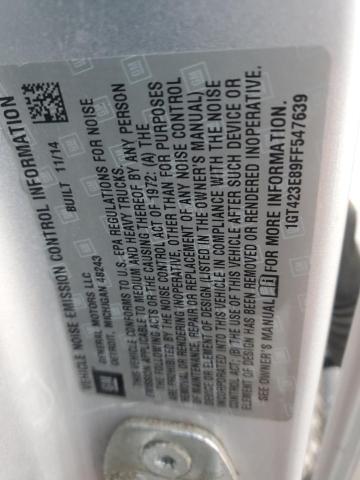 VEHICLE NOISE EMISSION CONTROL INFORMATION
GENERAL MOTORS LLC BUILT 11/14
DETROIT, MICHIGAN 48243
THIS VEHICLE CONFORMS TO U.S. EPA REGULATIONS FOR NOISE
EMISSION APPLICABLE TO MEDIUM AND HEAVY TRUCKS.
THE FOLLOWING ACTS OR THE CAUSING THEREOF BY ANY PERSON
ARE PROHIBITED BY THE NOISE CONTROL ACT OF 1972: (A) THE
REMOVAL OR RENDERING INOPERATIVE, OTHER THAN FOR PURPOSES
OF MAINTENANCE, REPAIR, OR REPLACEMENT, OF ANY NOISE CONTROL
DEVICE OR ELEMENT OF DESIGN (LISTED IN THE OWNER'S MANUAL)
INCORPORATED INTO THIS VEHICLE IN COMPLIANCE WITH THE NOISE
CONTROL ACT; (B) THE USE OF THIS VEHICLE AFTER SUCH DEVICE OR
ELEMENT OF DESIGN HAS BEEN REMOVED OR RENDERED INOPERATIVE.
SEE OWNER'S MANUAL 1GT423E89FF547639
GM